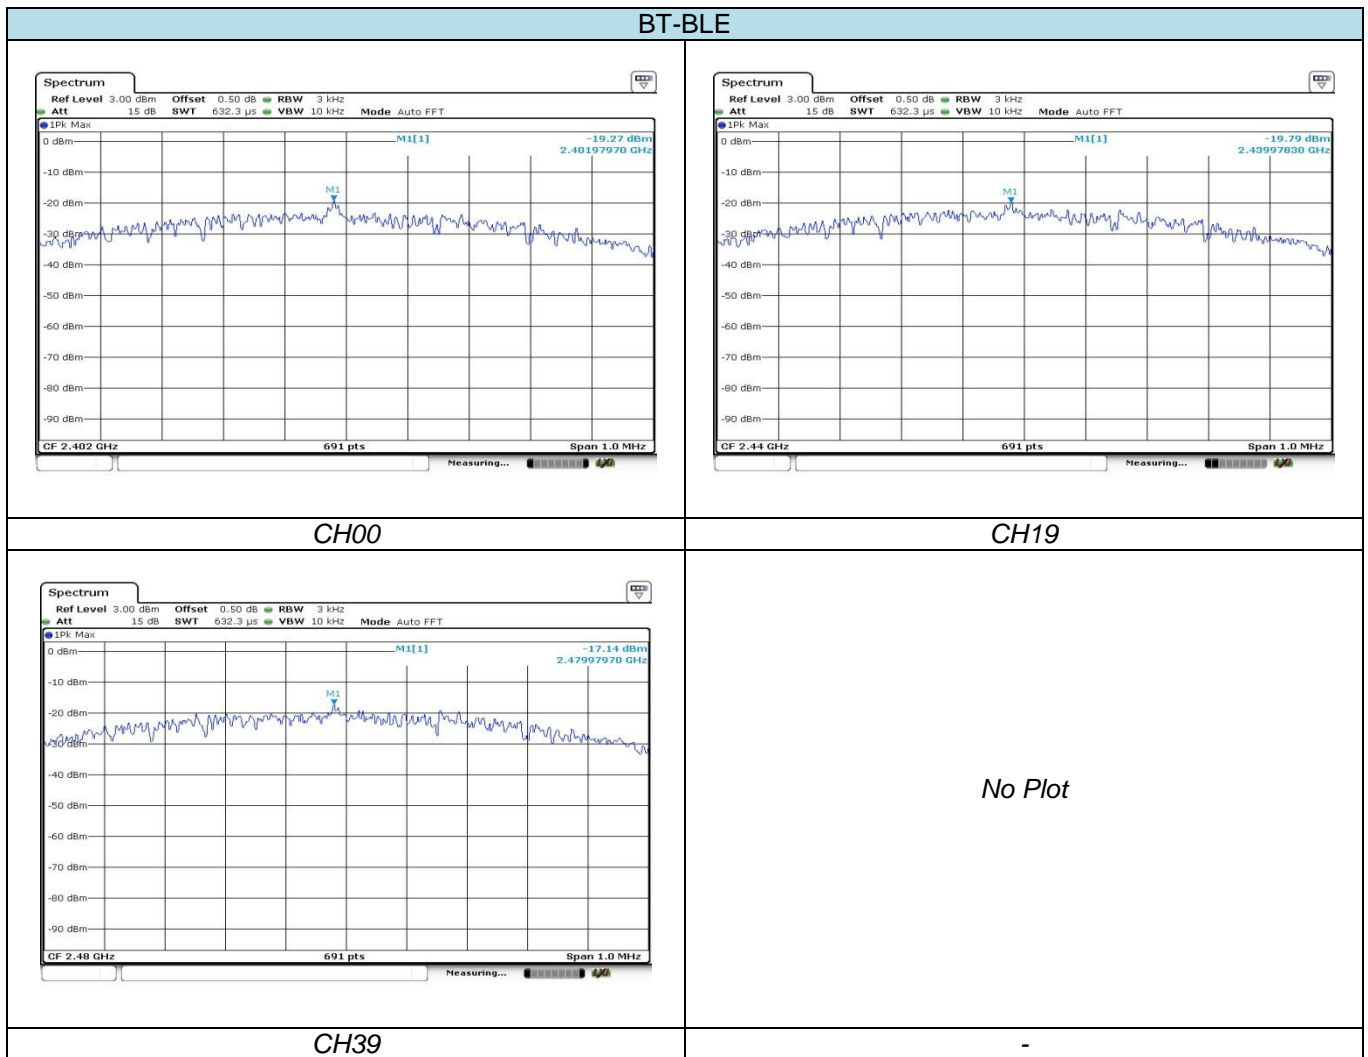 BT-BLE
Spectrum
Ref Level 3.00 dBm Offset 0.50 dB RBW 3 kHz
Att 15 dB SWT 632.3 µs VBW 10 kHz Mode Auto FFT
1Pk Max
0 dBm M1[1] -19.27 dBm
2.40197970 GHz
-10 dBm
M1
-20 dBm
-30 dBm
-40 dBm
-50 dBm
-60 dBm
-70 dBm
-80 dBm
-90 dBm
CF 2.402 GHz 691 pts Span 1.0 MHz
Measuring...
Spectrum
Ref Level 3.00 dBm Offset 0.50 dB RBW 3 kHz
Att 15 dB SWT 632.3 µs VBW 10 kHz Mode Auto FFT
1Pk Max
0 dBm M1[1] -19.79 dBm
2.43997830 GHz
-10 dBm
M1
-20 dBm
-30 dBm
-40 dBm
-50 dBm
-60 dBm
-70 dBm
-80 dBm
-90 dBm
CF 2.44 GHz 691 pts Span 1.0 MHz
Measuring...
CH00
CH19
Spectrum
Ref Level 3.00 dBm Offset 0.50 dB RBW 3 kHz
Att 15 dB SWT 632.3 µs VBW 10 kHz Mode Auto FFT
1Pk Max
0 dBm M1[1] -17.14 dBm
2.47997970 GHz
-10 dBm
M1
-20 dBm
-30 dBm
-40 dBm
-50 dBm
-60 dBm
-70 dBm
-80 dBm
-90 dBm
CF 2.48 GHz 691 pts Span 1.0 MHz
Measuring...
No Plot
CH39
-